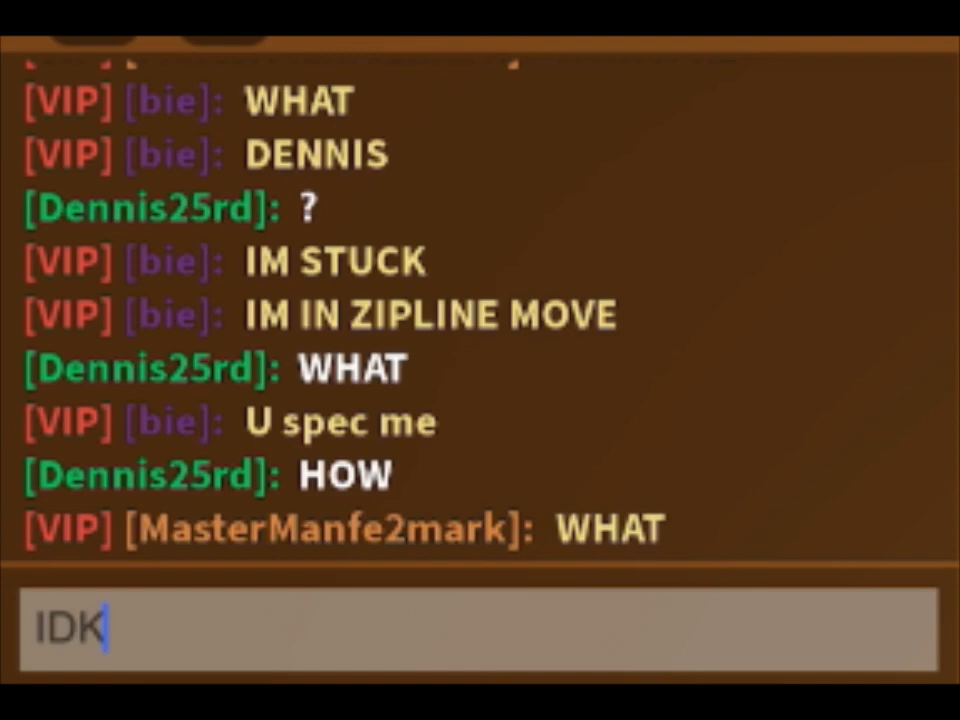 [VIP] [bie]: WHAT
[VIP] [bie]: DENNIS
[Dennis25rd]: ?
[VIP] [bie]: IM STUCK
[VIP] [bie]: IM IN ZIPLINE MOVE
[Dennis25rd]: WHAT
[VIP] [bie]: U spec me
[Dennis25rd]: HOW
[VIP] [MasterManfe2mark]: WHAT
IDK